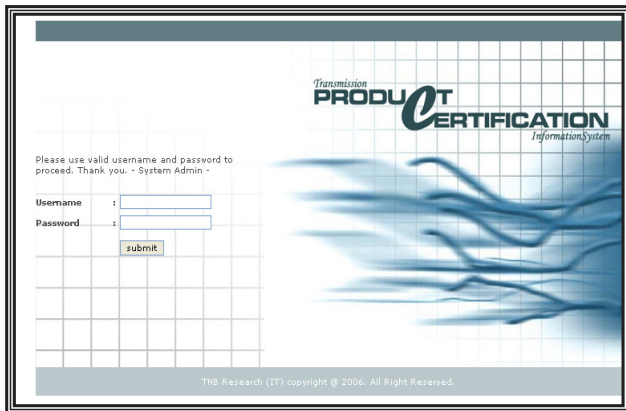 Transmission
PRODUCT
CERTIFICATION
InformationSystem
Please use valid username and password to
proceed. Thank you. - System Admin -
Username :
Password :
submit
TNB Research (IT) copyright @ 2006. All Right Reserved.